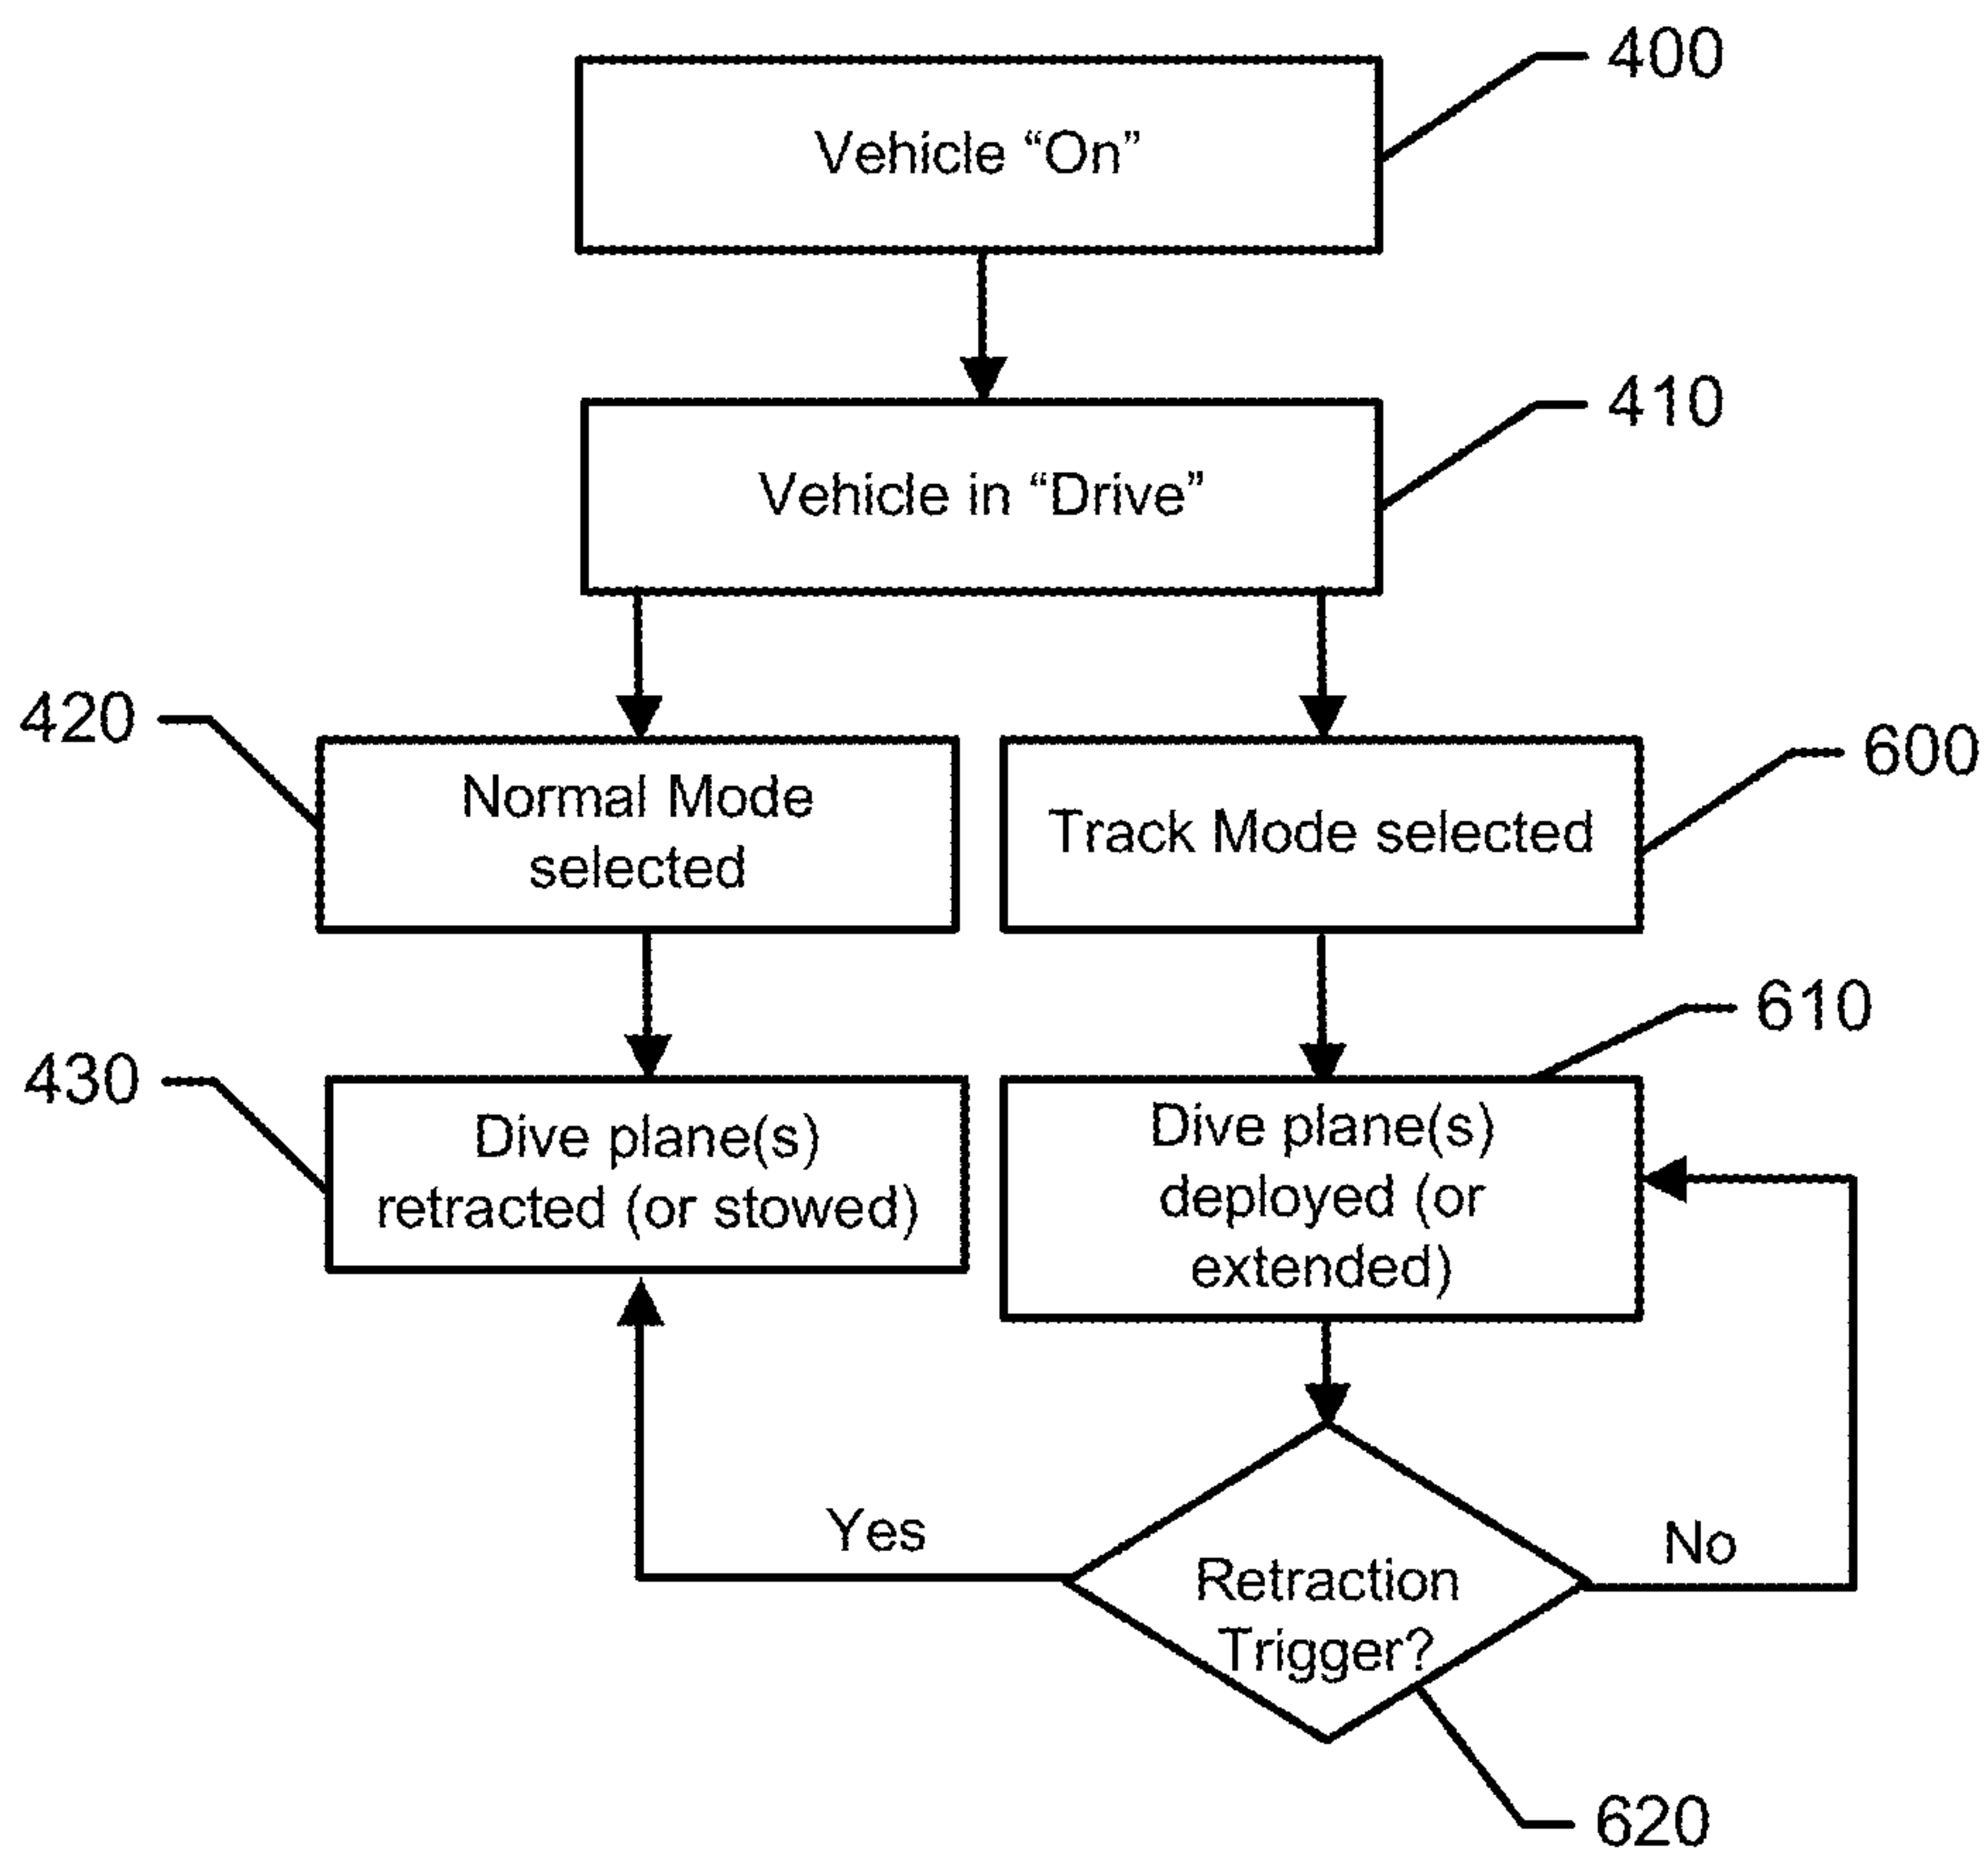 400
Vehicle “On”
410
Vehicle in “Drive”
420
Normal Mode
selected
600
Track Mode selected
610
430
Dive plane(s)
retracted (or stowed)
Dive plane(s)
deployed (or
extended)
Yes
No
Retraction
Trigger?
620